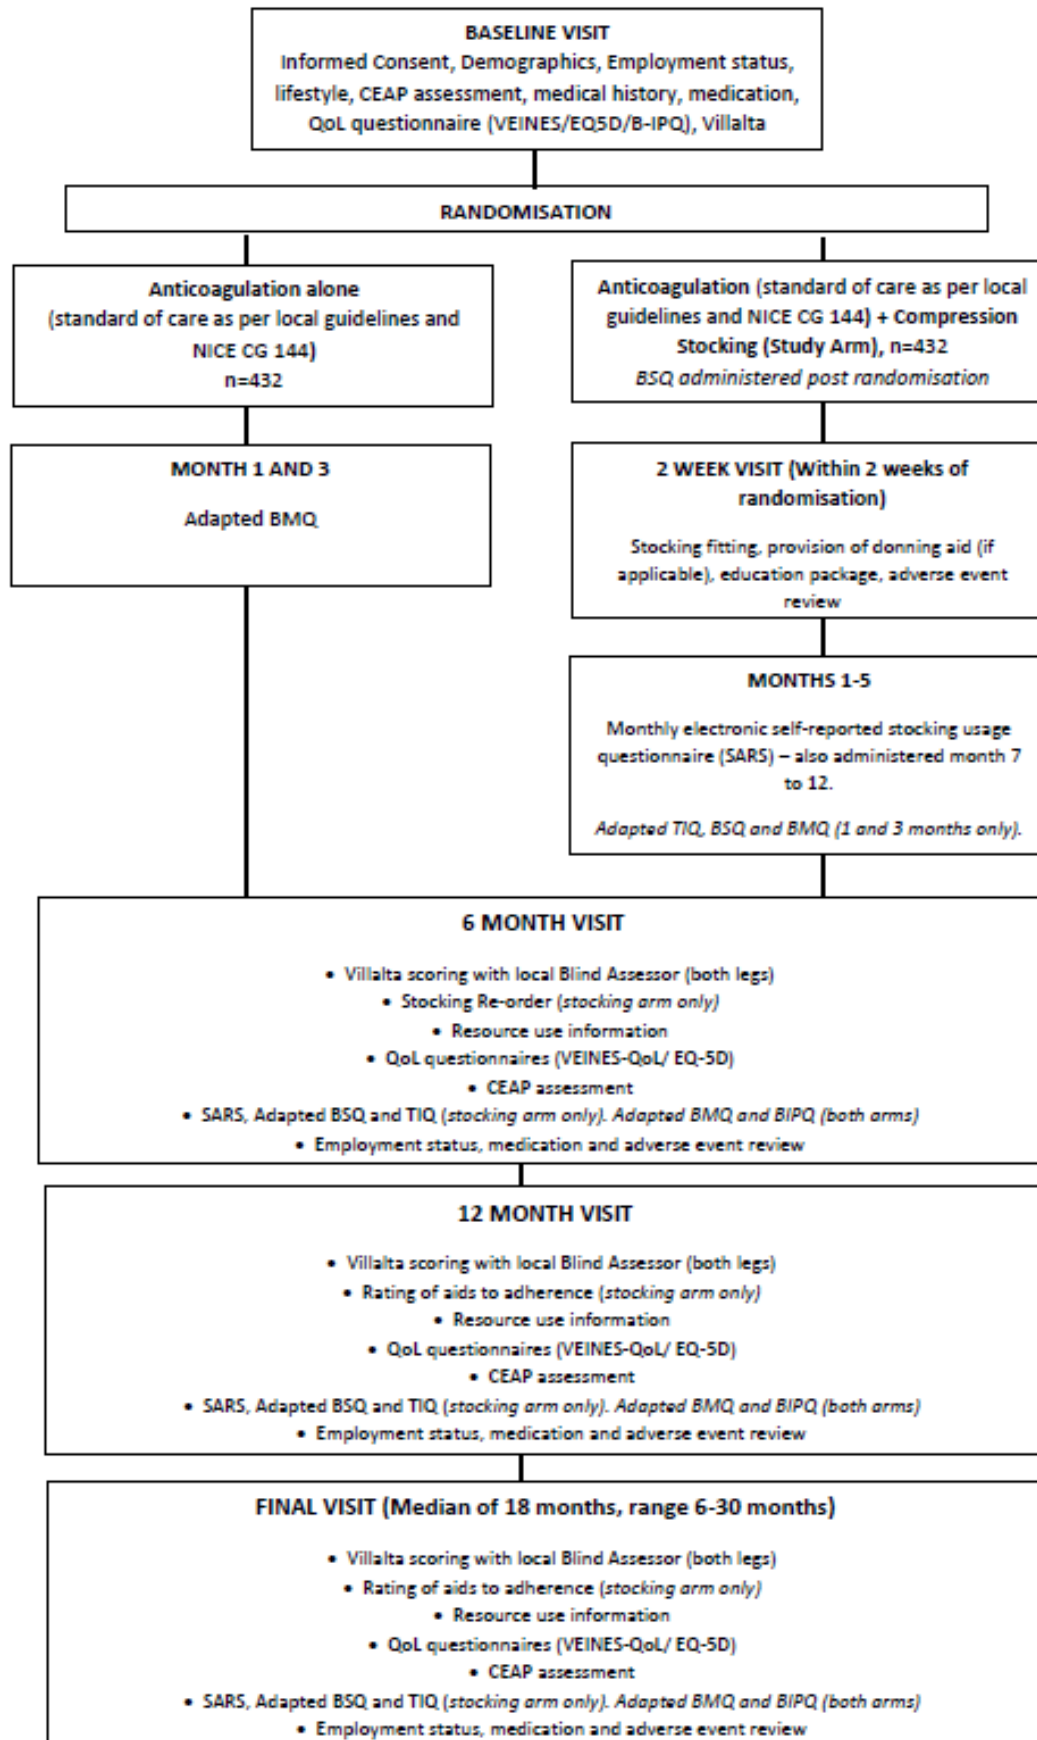 BASELINE VISIT
Informed Consent, Demographics, Employment status,
lifestyle, CEAP assessment, medical history, medication,
QoL questionnaire (VEINES/EQ5D/B-IPQ), Villalta
RANDOMISATION
Anticoagulation alone
(standard of care as per local guidelines and
NICE CG 144)
n=432
Anticoagulation (standard of care as per local
guidelines and NICE CG 144) + Compression
Stocking (Study Arm), n=432
BSQ administered post randomisation
MONTH 1 AND 3
Adapted BMQ
2 WEEK VISIT (Within 2 weeks of
randomisation)
Stocking fitting, provision of donning aid (if
applicable), education package, adverse event
review
MONTHS 1-5
Monthly electronic self-reported stocking usage
questionnaire (SARS) – also administered month 7
to 12.
Adapted TIQ, BSQ and BMQ (1 and 3 months only).
6 MONTH VISIT
• Villalta scoring with local Blind Assessor (both legs)
• Stocking Re-order (stocking arm only)
• Resource use information
• QoL questionnaires (VEINES-QoL/ EQ-5D)
• CEAP assessment
• SARS, Adapted BSQ and TIQ (stocking arm only). Adapted BMQ and BIPQ (both arms)
• Employment status, medication and adverse event review
12 MONTH VISIT
• Villalta scoring with local Blind Assessor (both legs)
• Rating of aids to adherence (stocking arm only)
• Resource use information
• QoL questionnaires (VEINES-QoL/ EQ-5D)
• CEAP assessment
• SARS, Adapted BSQ and TIQ (stocking arm only). Adapted BMQ and BIPQ (both arms)
• Employment status, medication and adverse event review
FINAL VISIT (Median of 18 months, range 6-30 months)
• Villalta scoring with local Blind Assessor (both legs)
• Rating of aids to adherence (stocking arm only)
• Resource use information
• QoL questionnaires (VEINES-QoL/ EQ-5D)
• CEAP assessment
• SARS, Adapted BSQ and TIQ (stocking arm only). Adapted BMQ and BIPQ (both arms)
• Employment status, medication and adverse event review